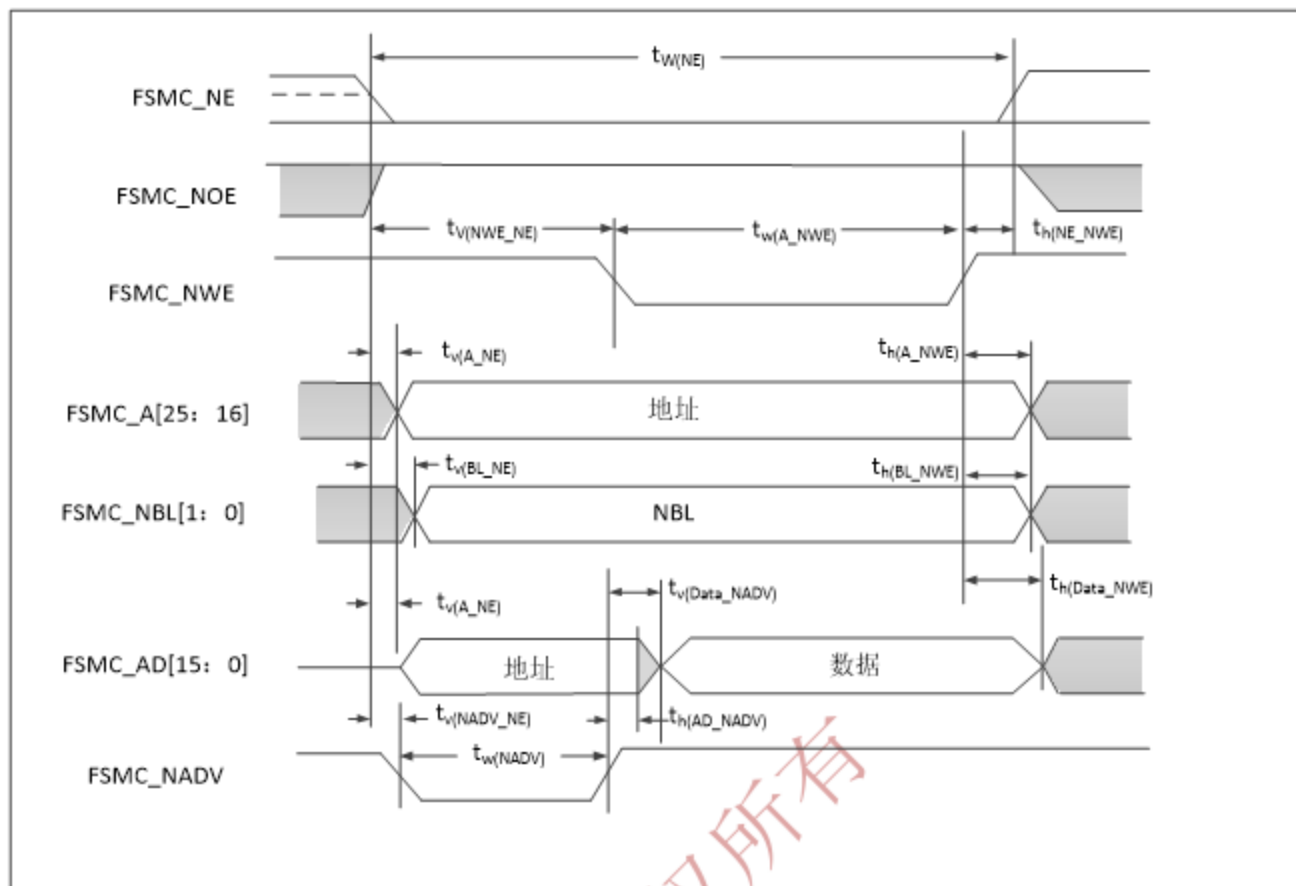 tW(NE)
FSMC_NE
FSMC_NOE
tV(NWE_NE)
tw(A_NWE)
th(NE_NWE)
FSMC_NWE
tv(A_NE)
th(A_NWE)
FSMC_A[25：16]
地址
tv(BL_NE)
th(BL_NWE)
FSMC_NBL[1：0]
NBL
tv(A_NE)
tv(Data_NADV)
th(Data_NWE)
FSMC_AD[15：0]
地址
数据
tv(NADV_NE)
th(AD_NADV)
tw(NADV)
FSMC_NADV
所有